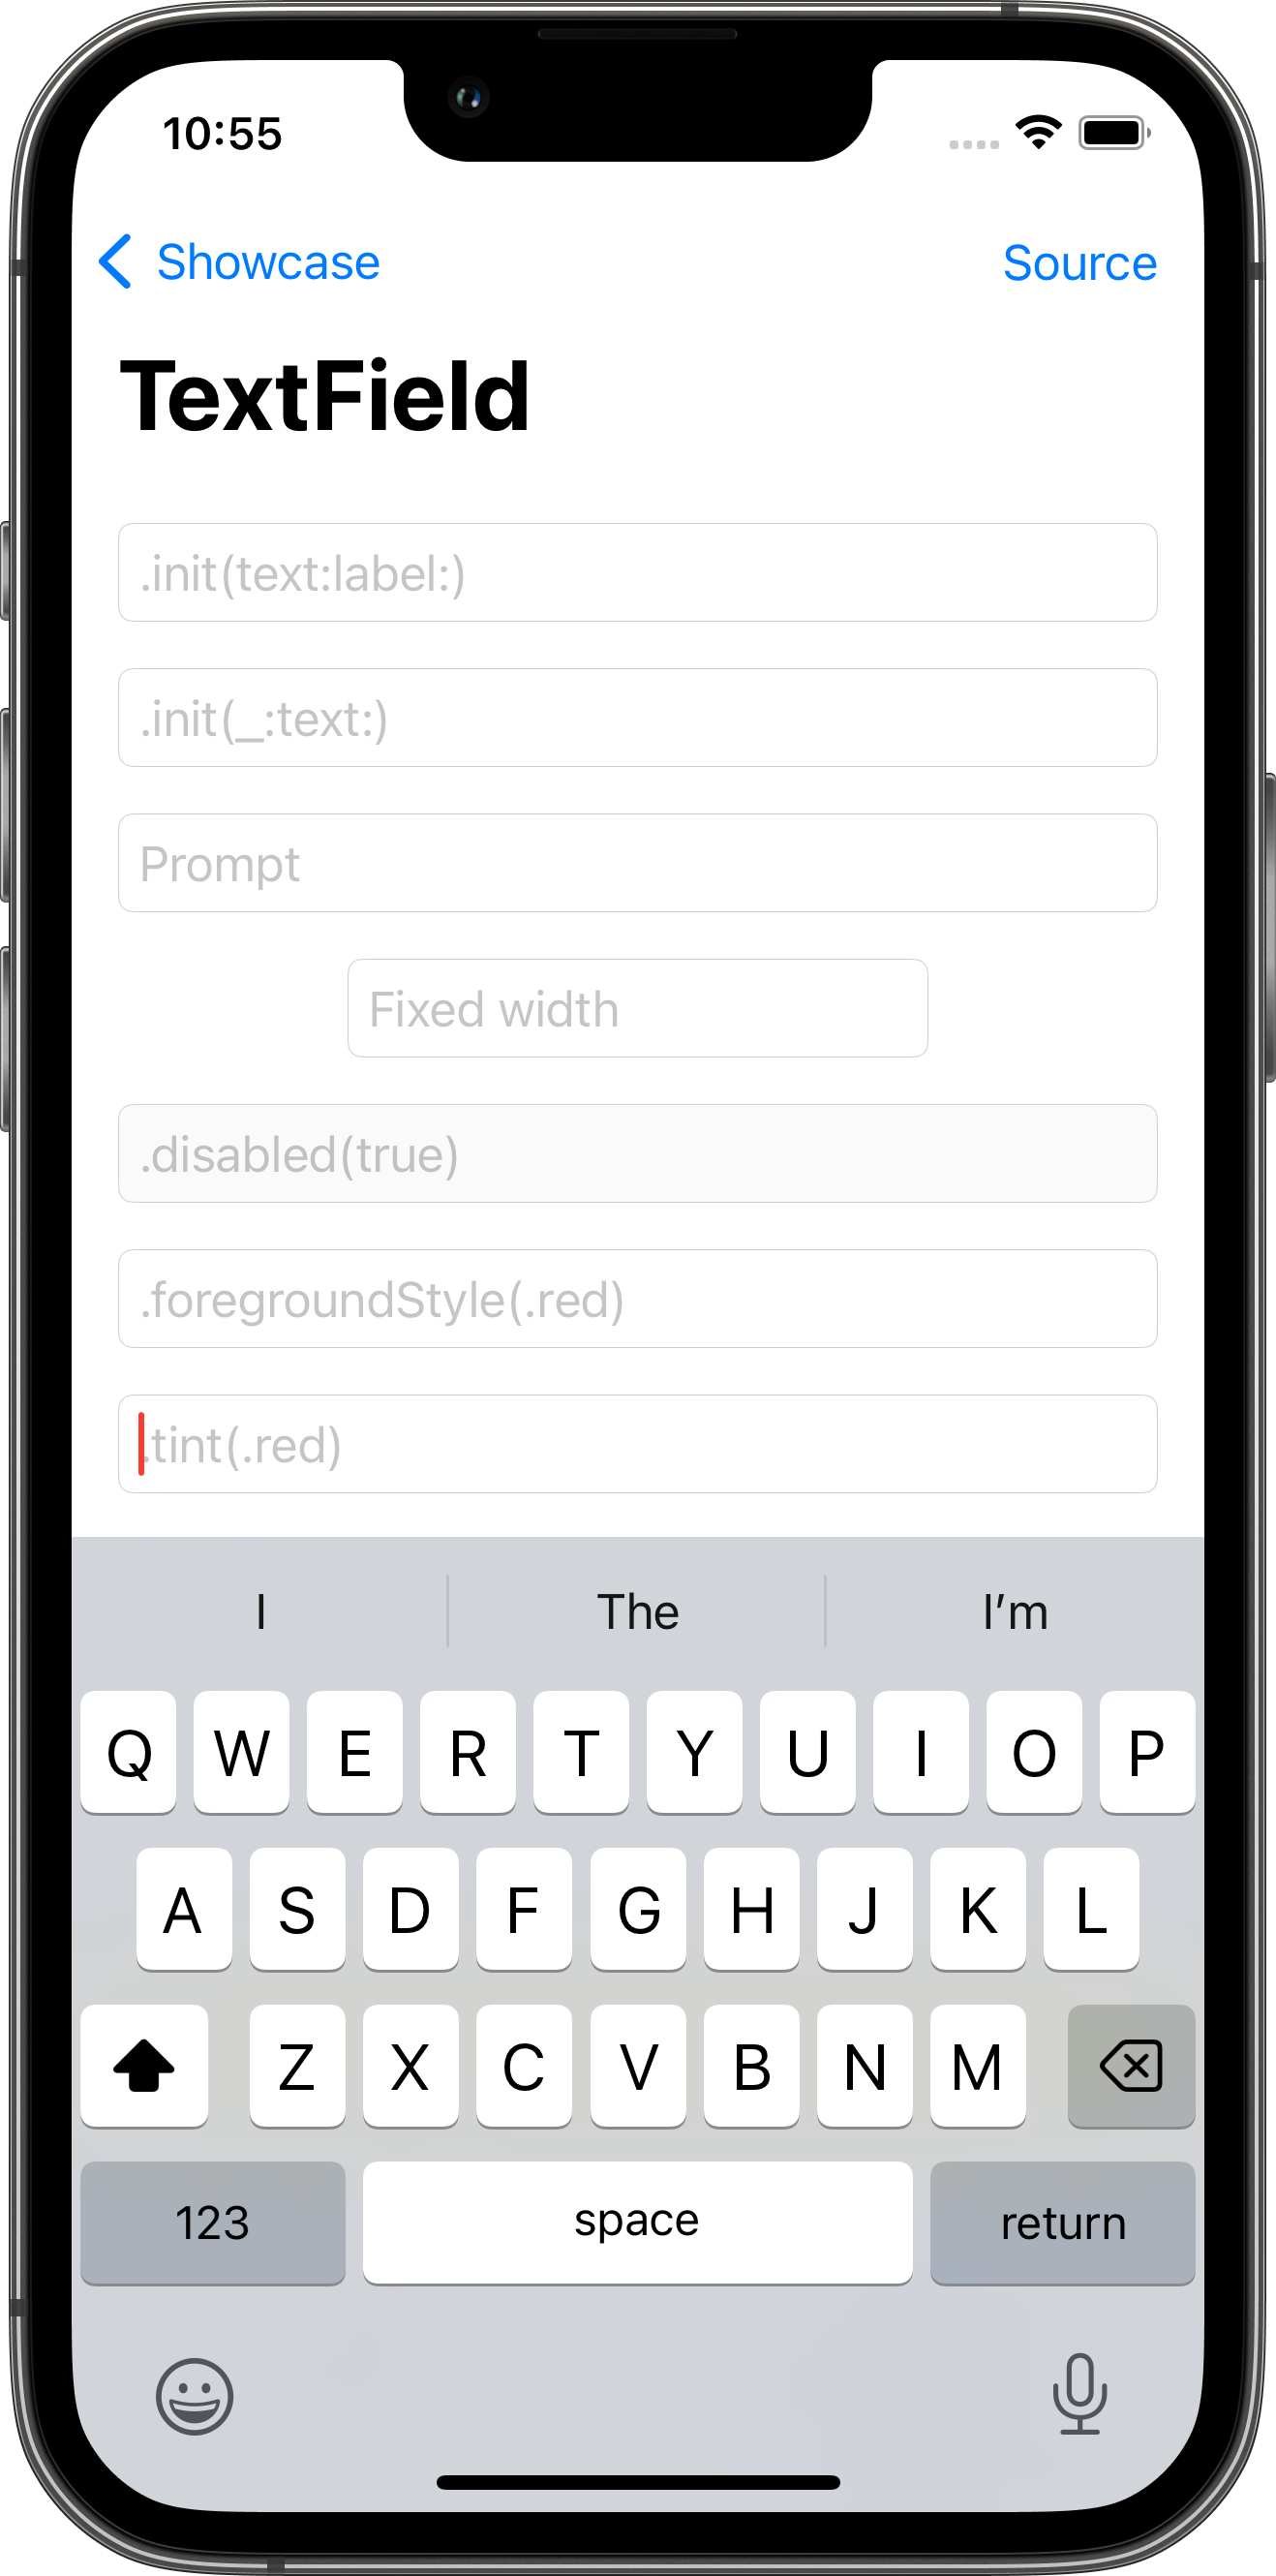 10:55
Showcase Source
TextField
.init(text:label:)
.init(_:text:)
Prompt
Fixed width
.disabled(true)
.foregroundStyle(.red)
.tint(.red)
I The I’m
Q W E R T Y U I O P
A S D F G H J K L
Z X C V B N M
123 space return